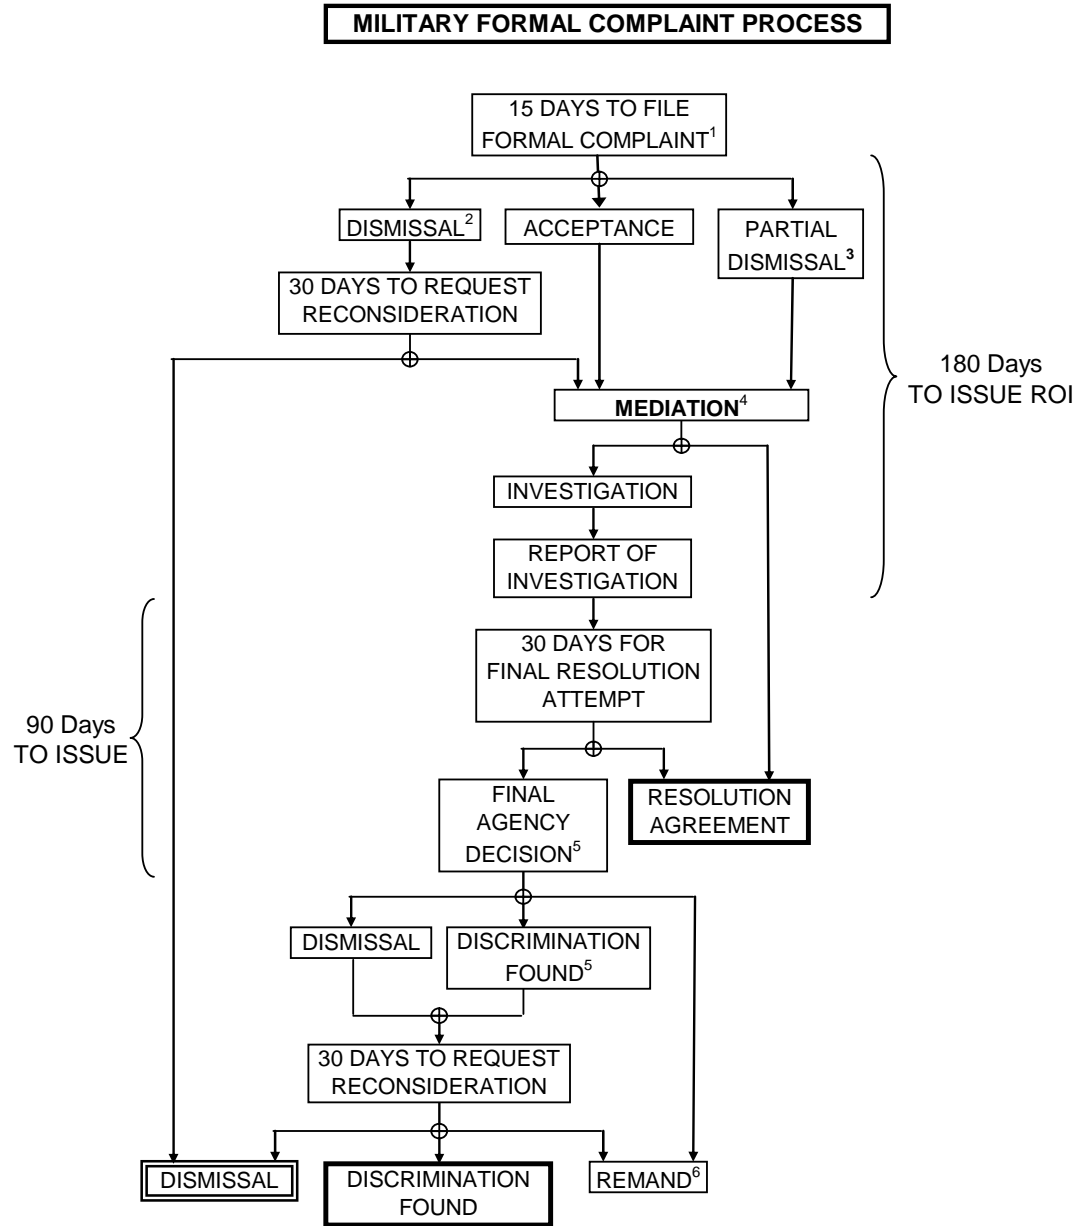 MILITARY FORMAL COMPLAINT PROCESS
15 DAYS TO FILE
FORMAL COMPLAINT1
DISMISSAL2
ACCEPTANCE
PARTIAL
DISMISSAL3
30 DAYS TO REQUEST
RECONSIDERATION
180 Days
TO ISSUE ROI
MEDIATION4
INVESTIGATION
REPORT OF
INVESTIGATION
30 DAYS FOR
FINAL RESOLUTION
ATTEMPT
90 Days
TO ISSUE
FINAL
AGENCY
DECISION5
RESOLUTION
AGREEMENT
DISMISSAL
DISCRIMINATION
FOUND5
30 DAYS TO REQUEST
RECONSIDERATION
DISMISSAL
DISCRIMINATION
FOUND
REMAND6